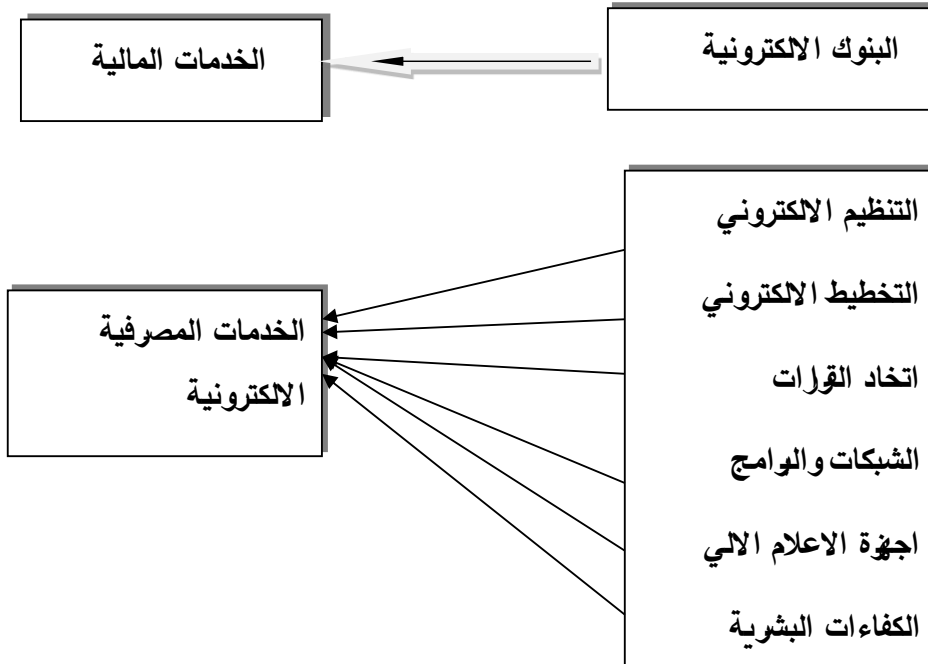 البنوك الالكترونية
الخدمات المالية
التنظيم الالكتروني
التخطيط الالكتروني
اتخاد القرارات
الشبكات والبرامج
اجهزة الاعلام الالي
الكفاءات البشرية
الخدمات المصرفية
الالكترونية